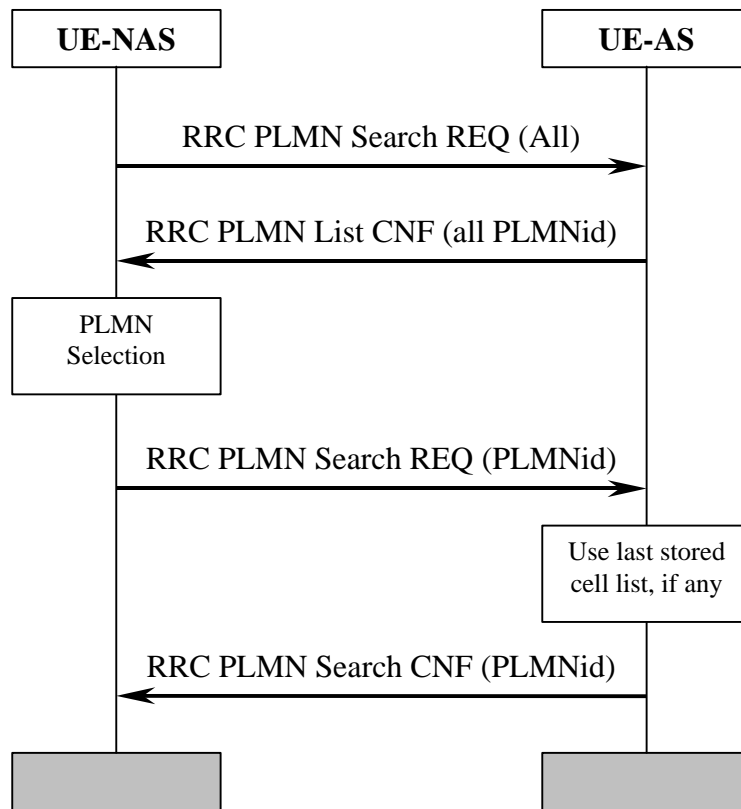 UE-NAS
UE-AS
RRC PLMN Search REQ (All)
RRC PLMN List CNF (all PLMNid)
PLMN
Selection
RRC PLMN Search REQ (PLMNid)
Use last stored
cell list, if any
RRC PLMN Search CNF (PLMNid)